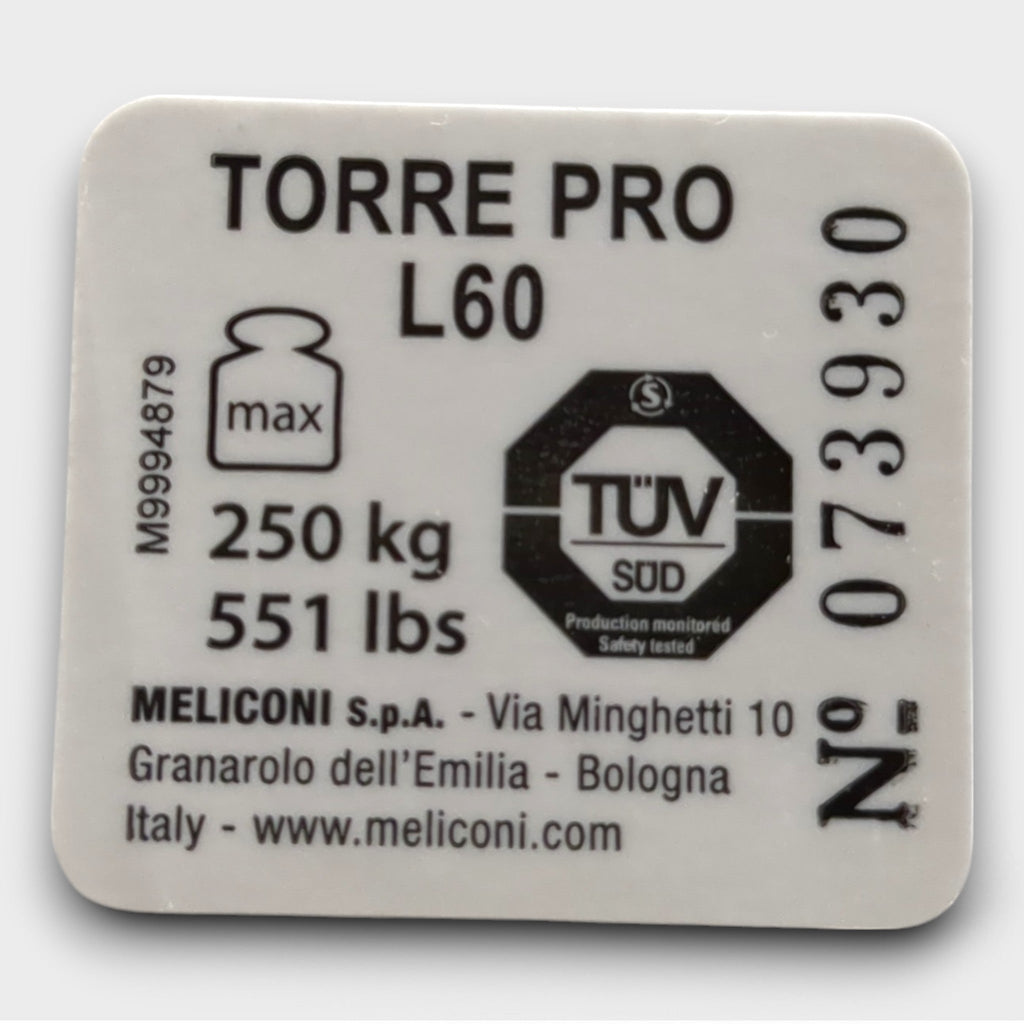 TORRE PRO
L60
max
250 kg
551 lbs
M9994879
S
TÜV
SÜD
Production monitored
Safety tested
MELICONI S.p.A. - Via Minghetti 10
Granarolo dell'Emilia - Bologna
Italy - www.meliconi.com
Nº 073930